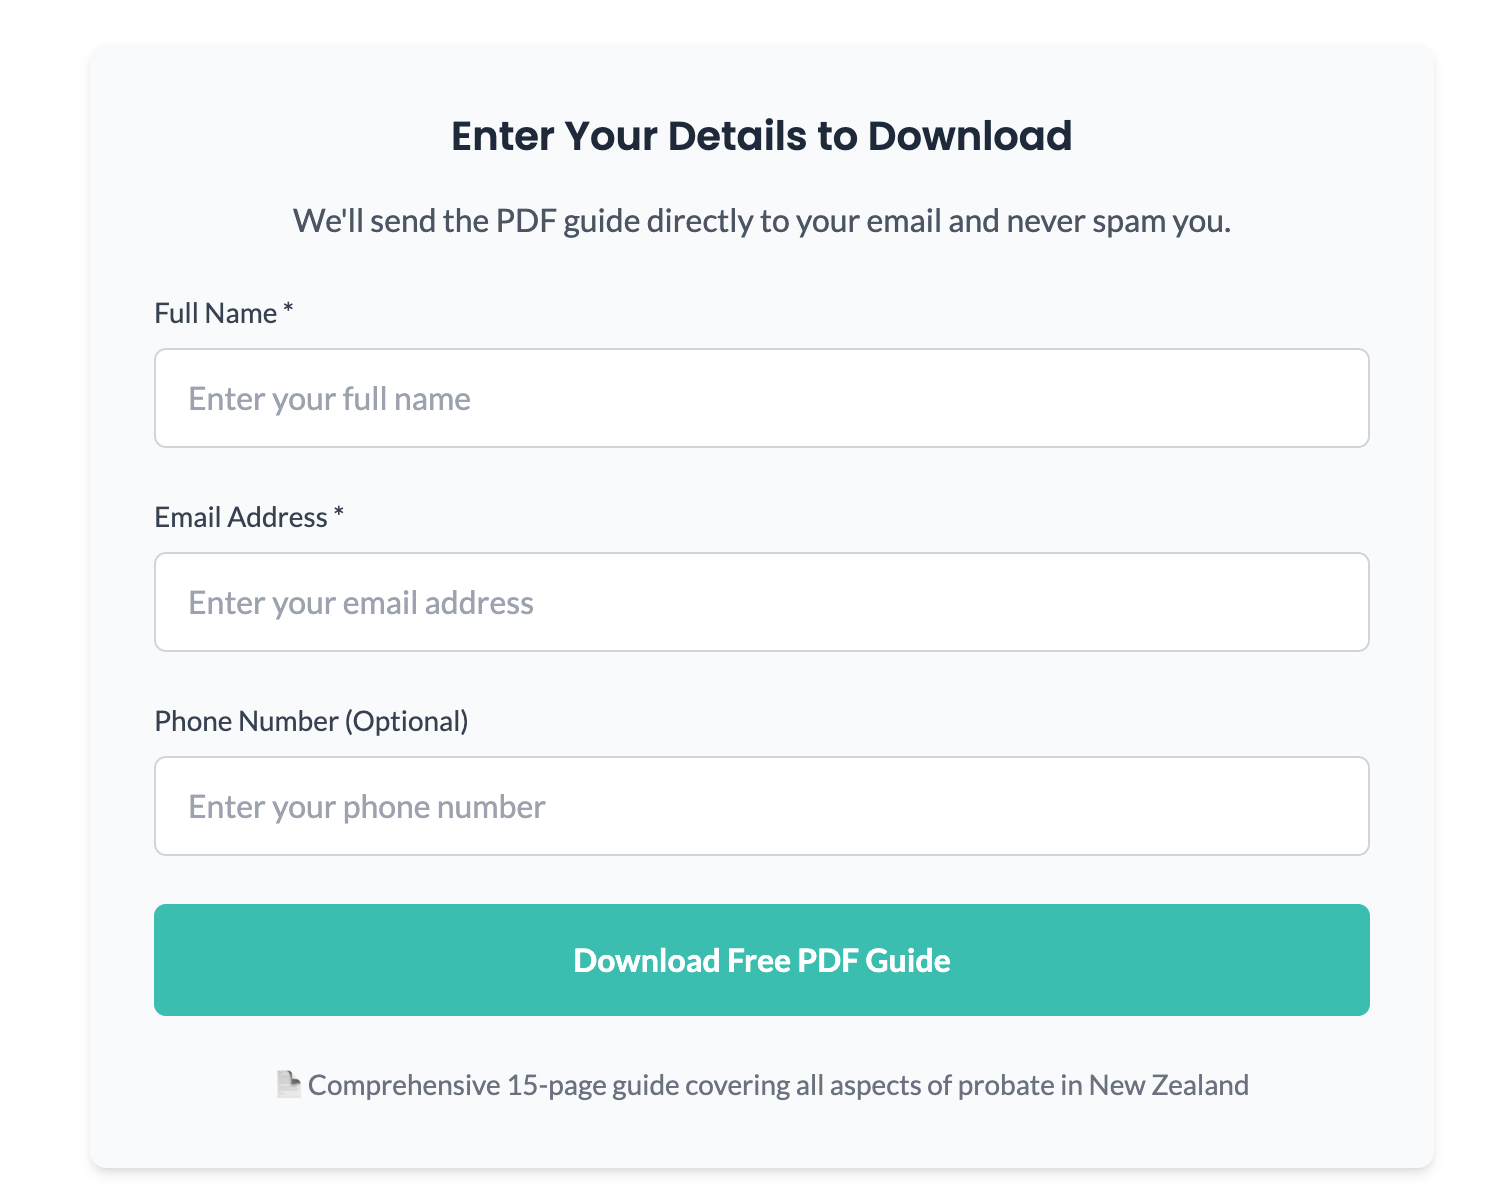 Enter Your Details to Download
We'll send the PDF guide directly to your email and never spam you.
Full Name *
Enter your full name
Email Address *
Enter your email address
Phone Number (Optional)
Enter your phone number
Download Free PDF Guide
Comprehensive 15-page guide covering all aspects of probate in New Zealand